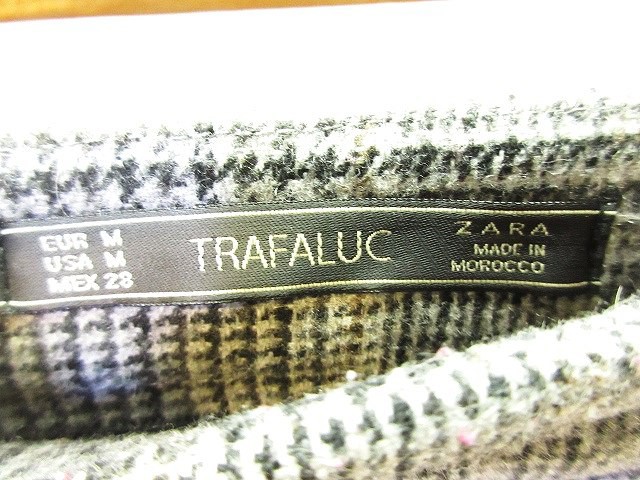 EUR M
USA M
MEX 28
TRAFALUC
ZARA
MADE IN
MOROCCO